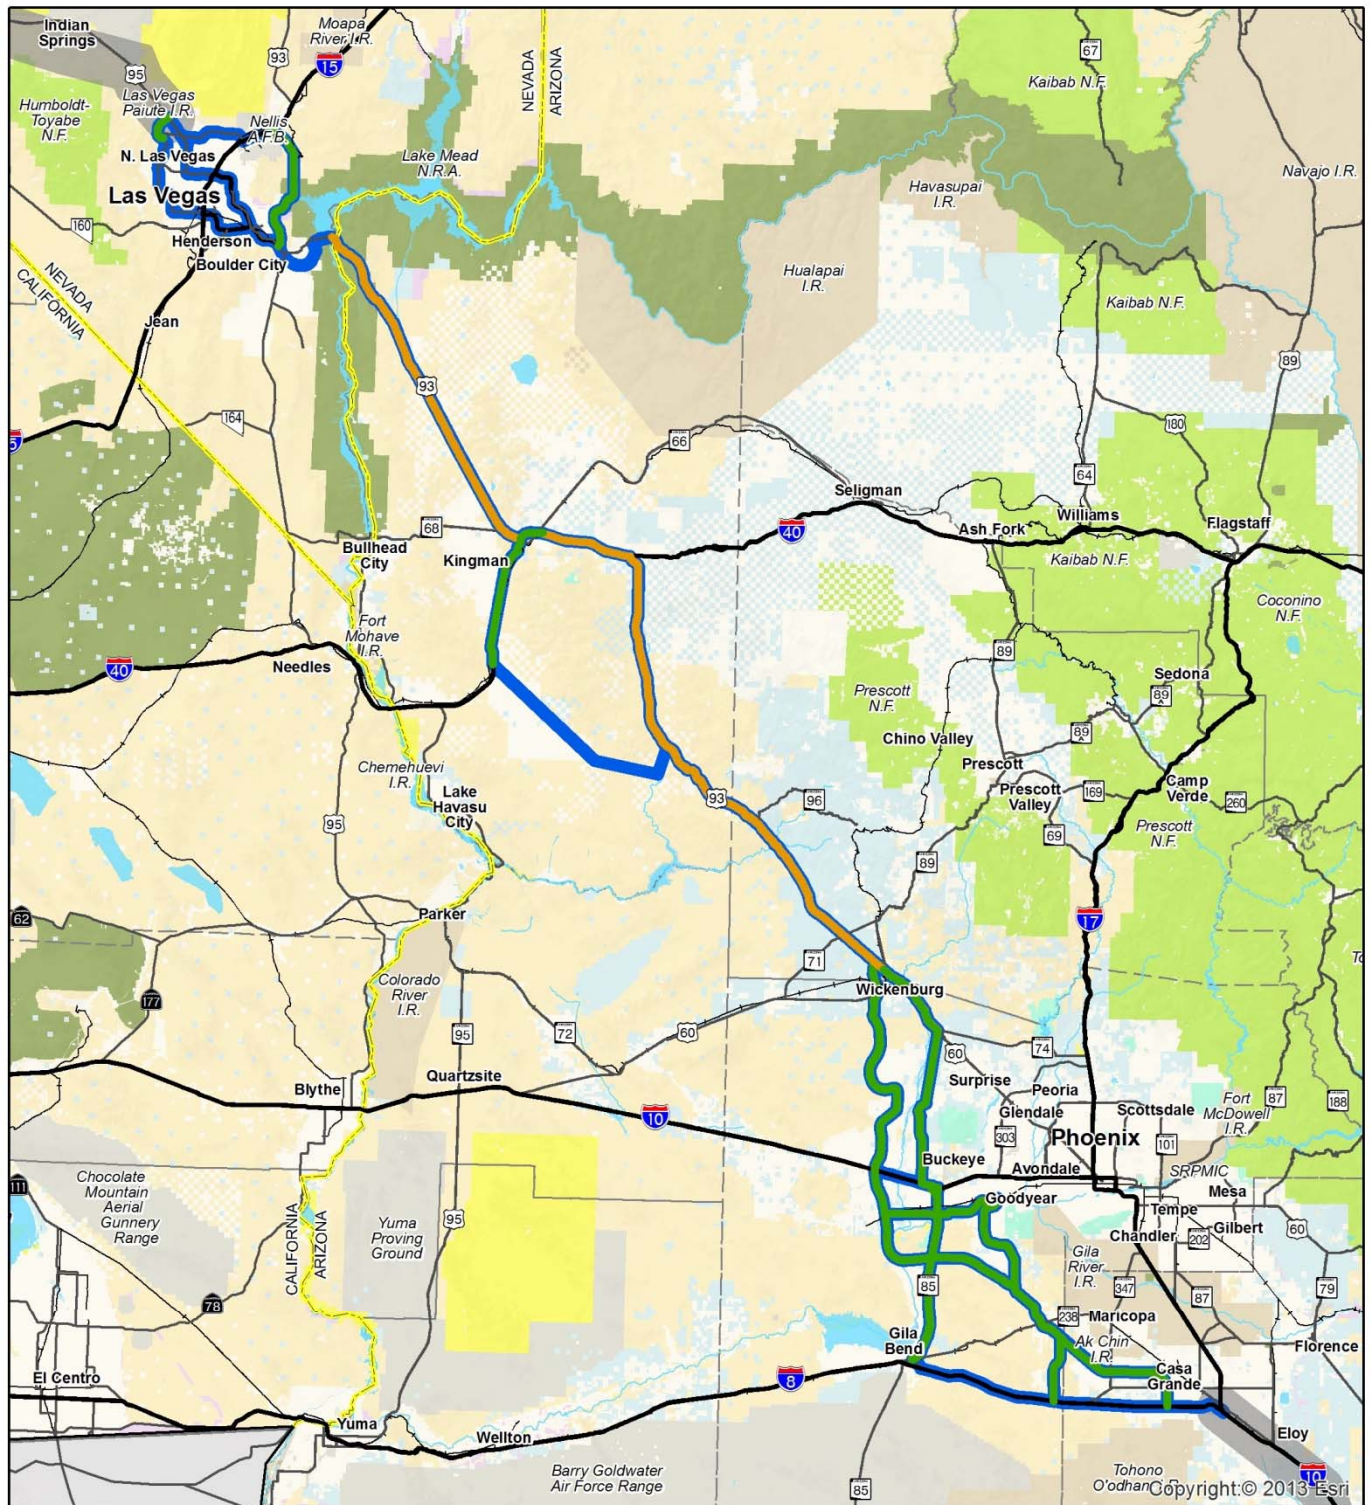 Indian
Springs
Moapa
River I.R.
93
15
95
67
Kaibab N.F.
Humboldt-
Toyabe
N.F.
Las Vegas
Paiute I.R.
Nellis
A.F.B.
NEVADA
ARIZONA
N. Las Vegas
Lake Mead
N.R.A.
Navajo I.R.
Las Vegas
Havasupai
I.R.
160
Henderson
Boulder City
Hualapai
I.R.
NEVADA
CALIFORNIA
Kaibab N.F.
Jean
89
93
164
180
5
66
64
Seligman
Williams
Flagstaff
68
40
Ash Fork
Bullhead
City
Kingman
Kaibab N.F.
Coconino
N.F.
Fort
Mohave
I.R.
89
40
Needles
Sedona
89
A
Prescott
N.F.
Chino Valley
89
A
Prescott
Chemehuevi
I.R.
Camp
Verde
Prescott
Valley
169
Lake
Havasu
City
93
96
260
95
69
Prescott
N.F.
89
62
Parker
17
71
Colorado
River
I.R.
Wickenburg
177
95
72
60
60
74
Blythe
Quartzsite
Surprise
Peoria
87
188
10
Glendale
Scottsdale
Fort
McDowell
I.R.
303
Phoenix
101
Buckeye
Avondale
SRPMIC
111
Chocolate
Mountain
Aerial
Gunnery
Range
Goodyear
Mesa
Tempe
CALIFORNIA
ARIZONA
Yuma
Proving
Ground
95
Chandler
202
Gilbert
60
Gila
River
I.R.
85
347
87
79
78
238
Maricopa
Gila
Bend
Ak Chin
I.R.
Florence
El Centro
8
Casa
Grande
Yuma
Wellton
Eloy
Barry Goldwater
Air Force Range
Tohono
O'odham
10
85
Copyright:© 2013 Esri